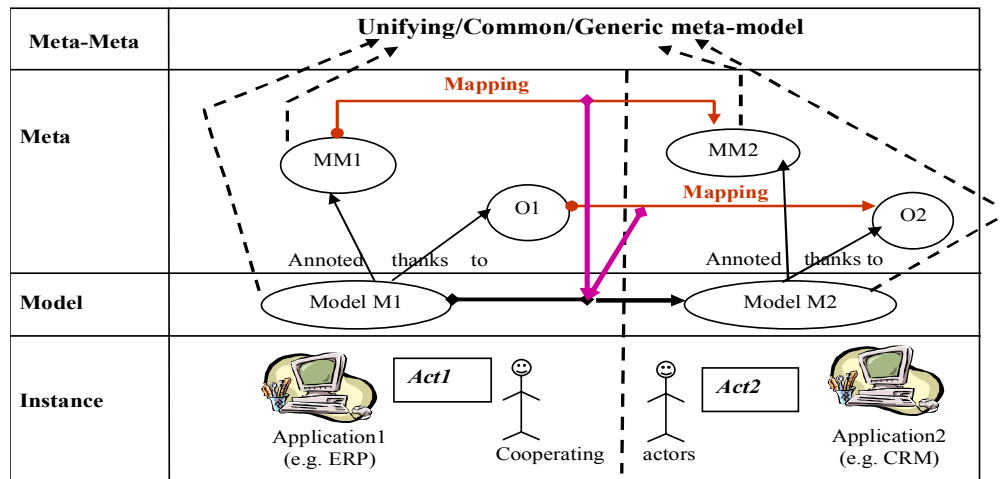 Meta-Meta
Unifying/Common/Generic meta-model
Meta
Mapping
MM1
MM2
O1
Mapping
O2
Annoted thanks to
Annoted thanks to
Model
Model M1
Model M2
Instance
Act1
Act2
Application1
(e.g. ERP)
Cooperating
actors
Application2
(e.g. CRM)